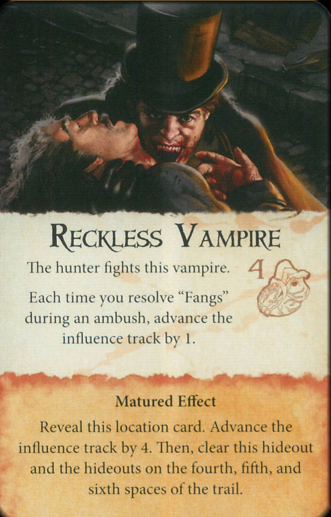 Reckless Vampire
The hunter fights this vampire.
4
Each time you resolve “Fangs”
during an ambush, advance the
influence track by 1.
Matured Effect
Reveal this location card. Advance the
influence track by 4. Then, clear this hideout
and the hideouts on the fourth, fifth, and
sixth spaces of the trail.